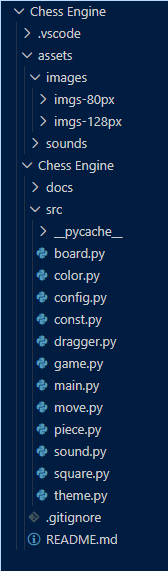 Chess Engine
.vscode
assets
images
imgs-80px
imgs-128px
sounds
Chess Engine
docs
src
__pycache__
board.py
color.py
config.py
const.py
dragger.py
game.py
main.py
move.py
piece.py
sound.py
square.py
theme.py
.gitignore
README.md